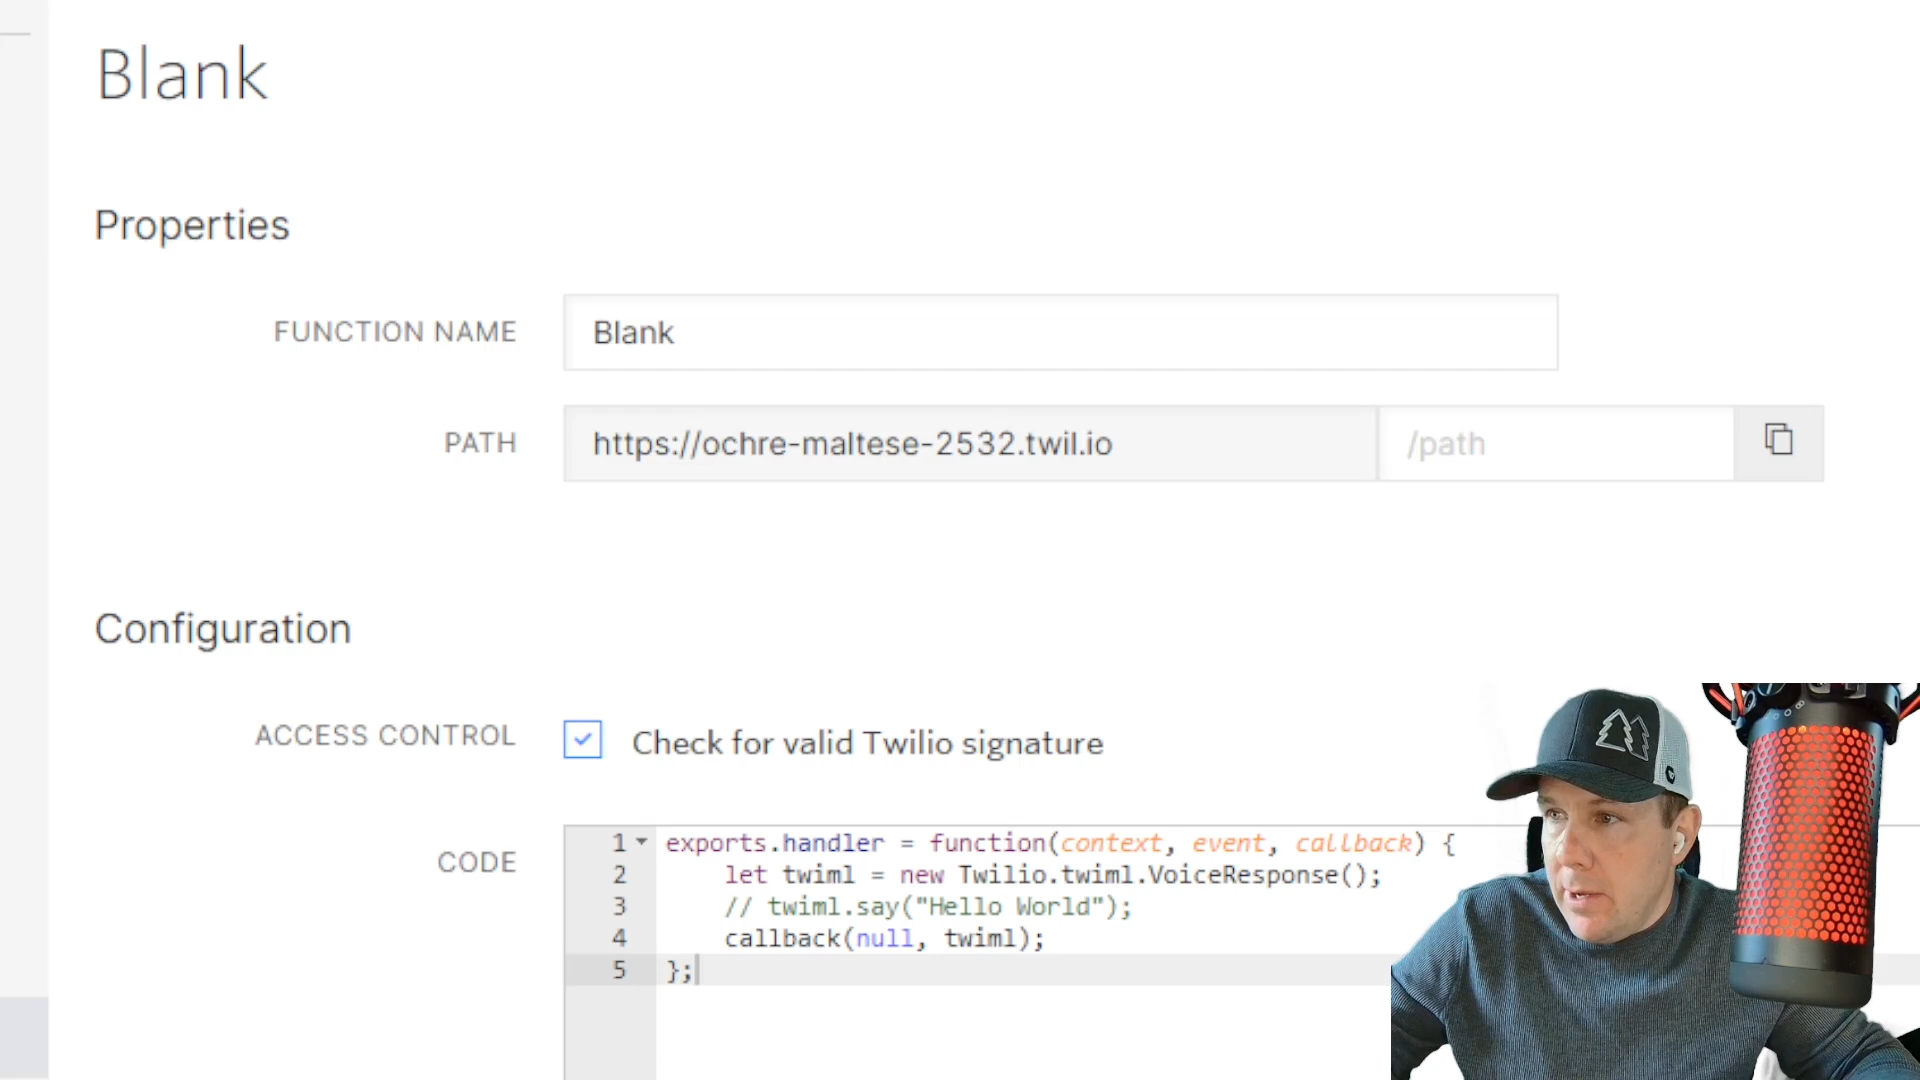 Blank
Properties
FUNCTION NAME
Blank
PATH
https://ochre-maltese-2532.twil.io
/path
Configuration
ACCESS CONTROL
Check for valid Twilio signature
CODE
1 exports.handler = function(context, event, callback) {
2 let twiml = new Twilio.twiml.VoiceResponse();
3 // twiml.say("Hello World");
4 callback(null, twiml);
5 };